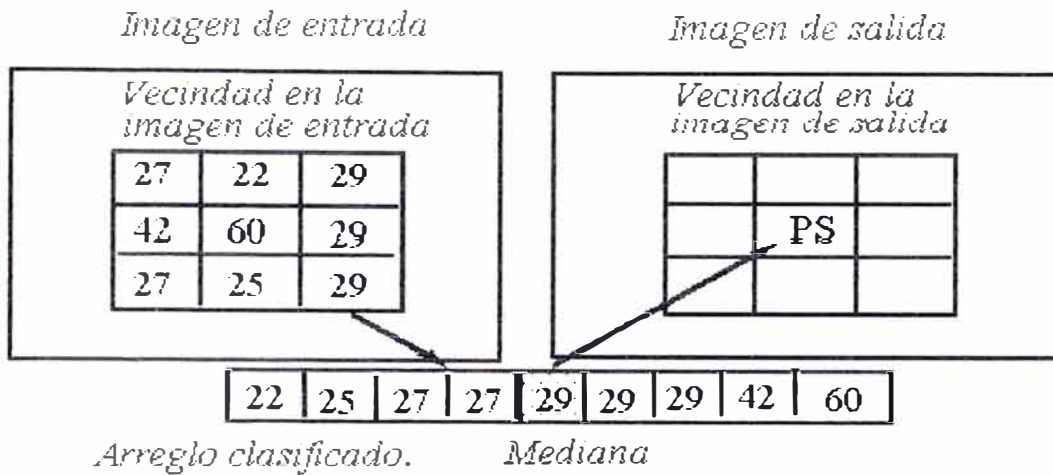 Imagen de entrada
Imagen de salida
Vecindad en la
imagen de entrada
27 22 29
42 60 29
27 25 29
Vecindad en la
imagen de salida
PS
22 25 27 27 29 29 29 42 60
Arreglo clasificado.
Mediana